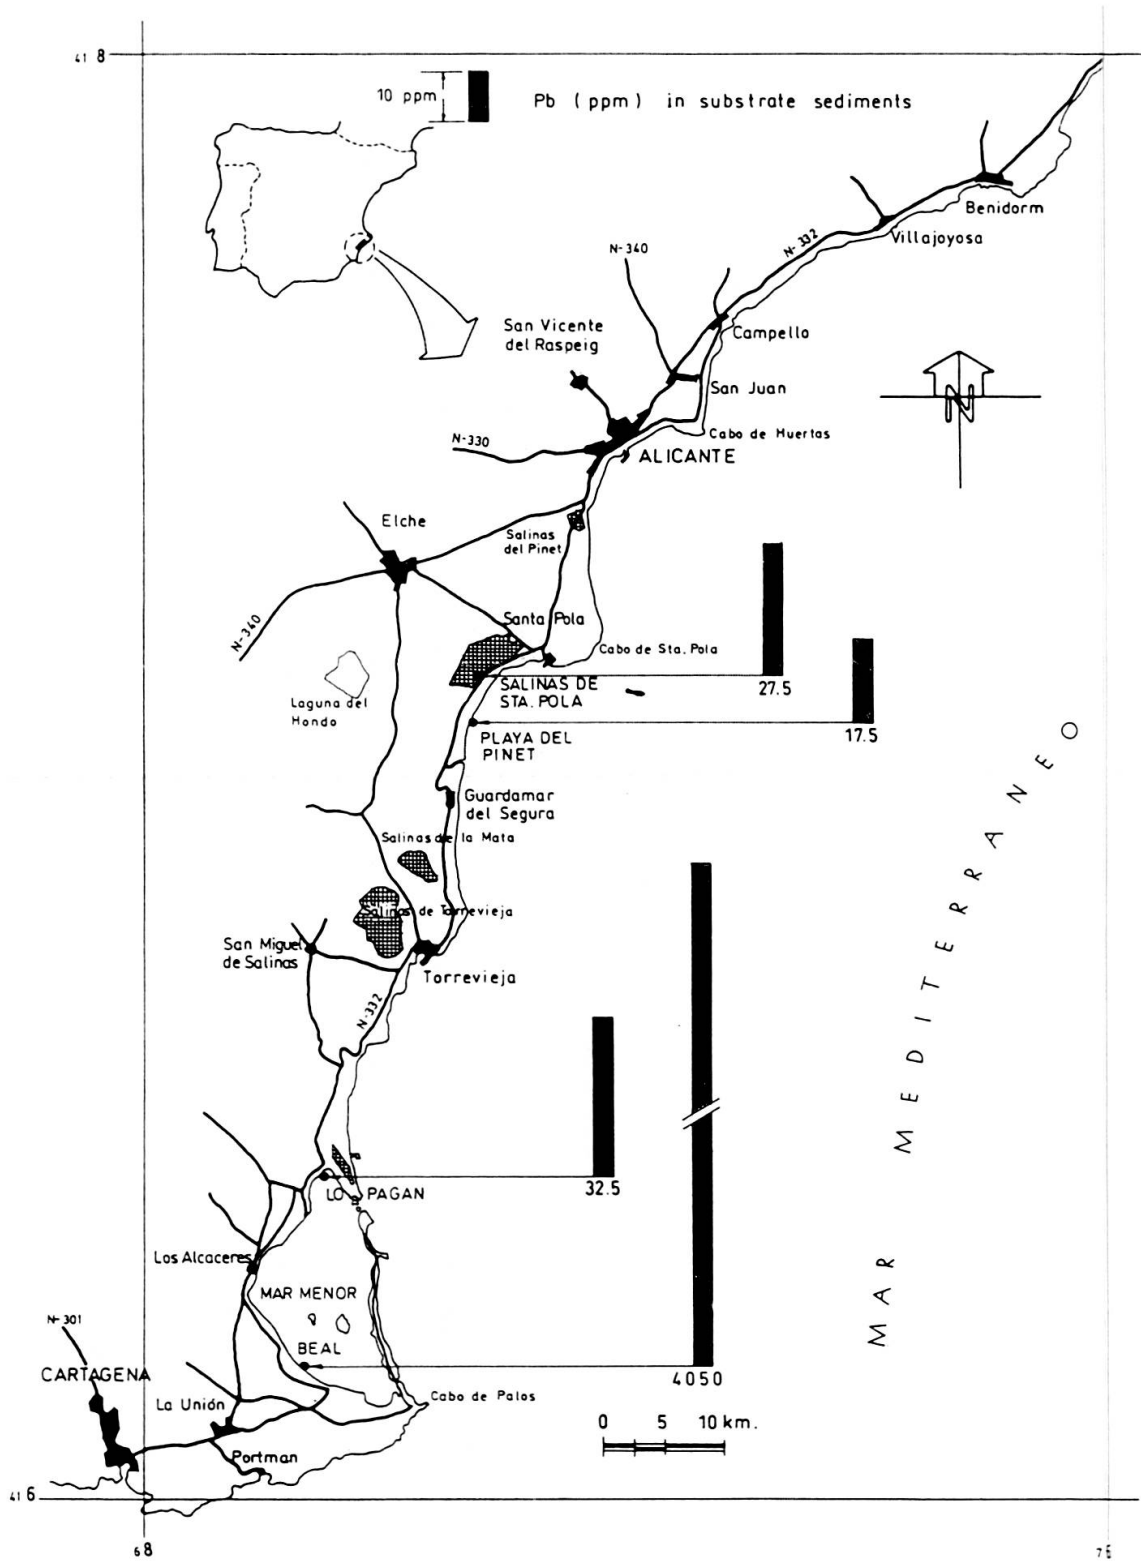 41 8
10 ppm
Pb (ppm) in substrate sediments
Benidorm
Villajoyosa
N-332
N-340
San Vicente
del Raspeig
Campello
San Juan
Cabo de Huertas
N-330
ALICANTE
N
Elche
Salinas
del Pinet
N-340
Santa Pola
Cabo de Sta. Pola
Laguna del
Hondo
SALINAS DE
STA. POLA
27.5
PLAYA DEL
PINET
17.5
Guardamar
del Segura
Salinas de la Mata
Salinas de Torrevieja
San Miguel
de Salinas
Torrevieja
N-332
MAR MEDITERRANEO
LO PAGAN
32.5
Los Alcaceres
MAR MENOR
N-301
BEAL
CARTAGENA
4050
La Unión
Cabo de Palos
0 5 10 km.
Portman
41 6
68